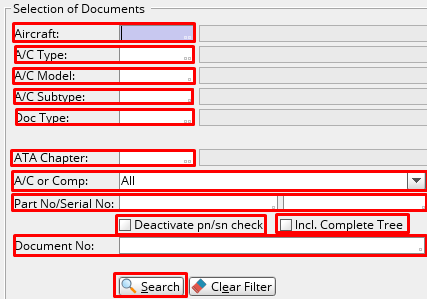 Selection of Documents
Aircraft:
A/C Type:
A/C Model:
A/C Subtype:
Doc Type:
ATA Chapter:
A/C or Comp: All
Part No/Serial No:
Deactivate pn/sn check Incl. Complete Tree
Document No:
Search Clear Filter